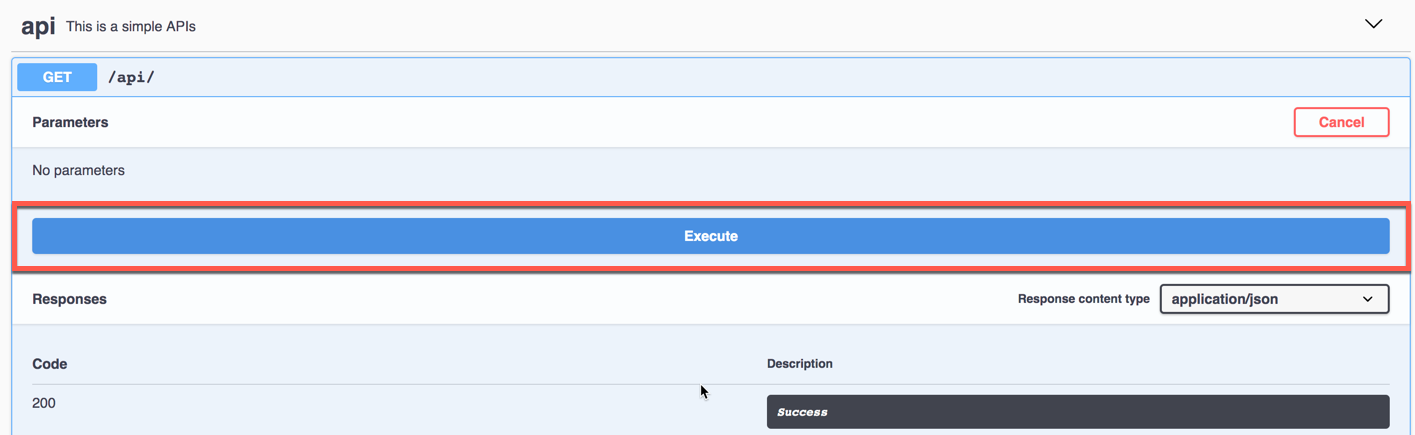 api This is a simple APIs
GET /api/
Parameters Cancel
No parameters
Execute
Responses Response content type application/json
Code Description
200 Success